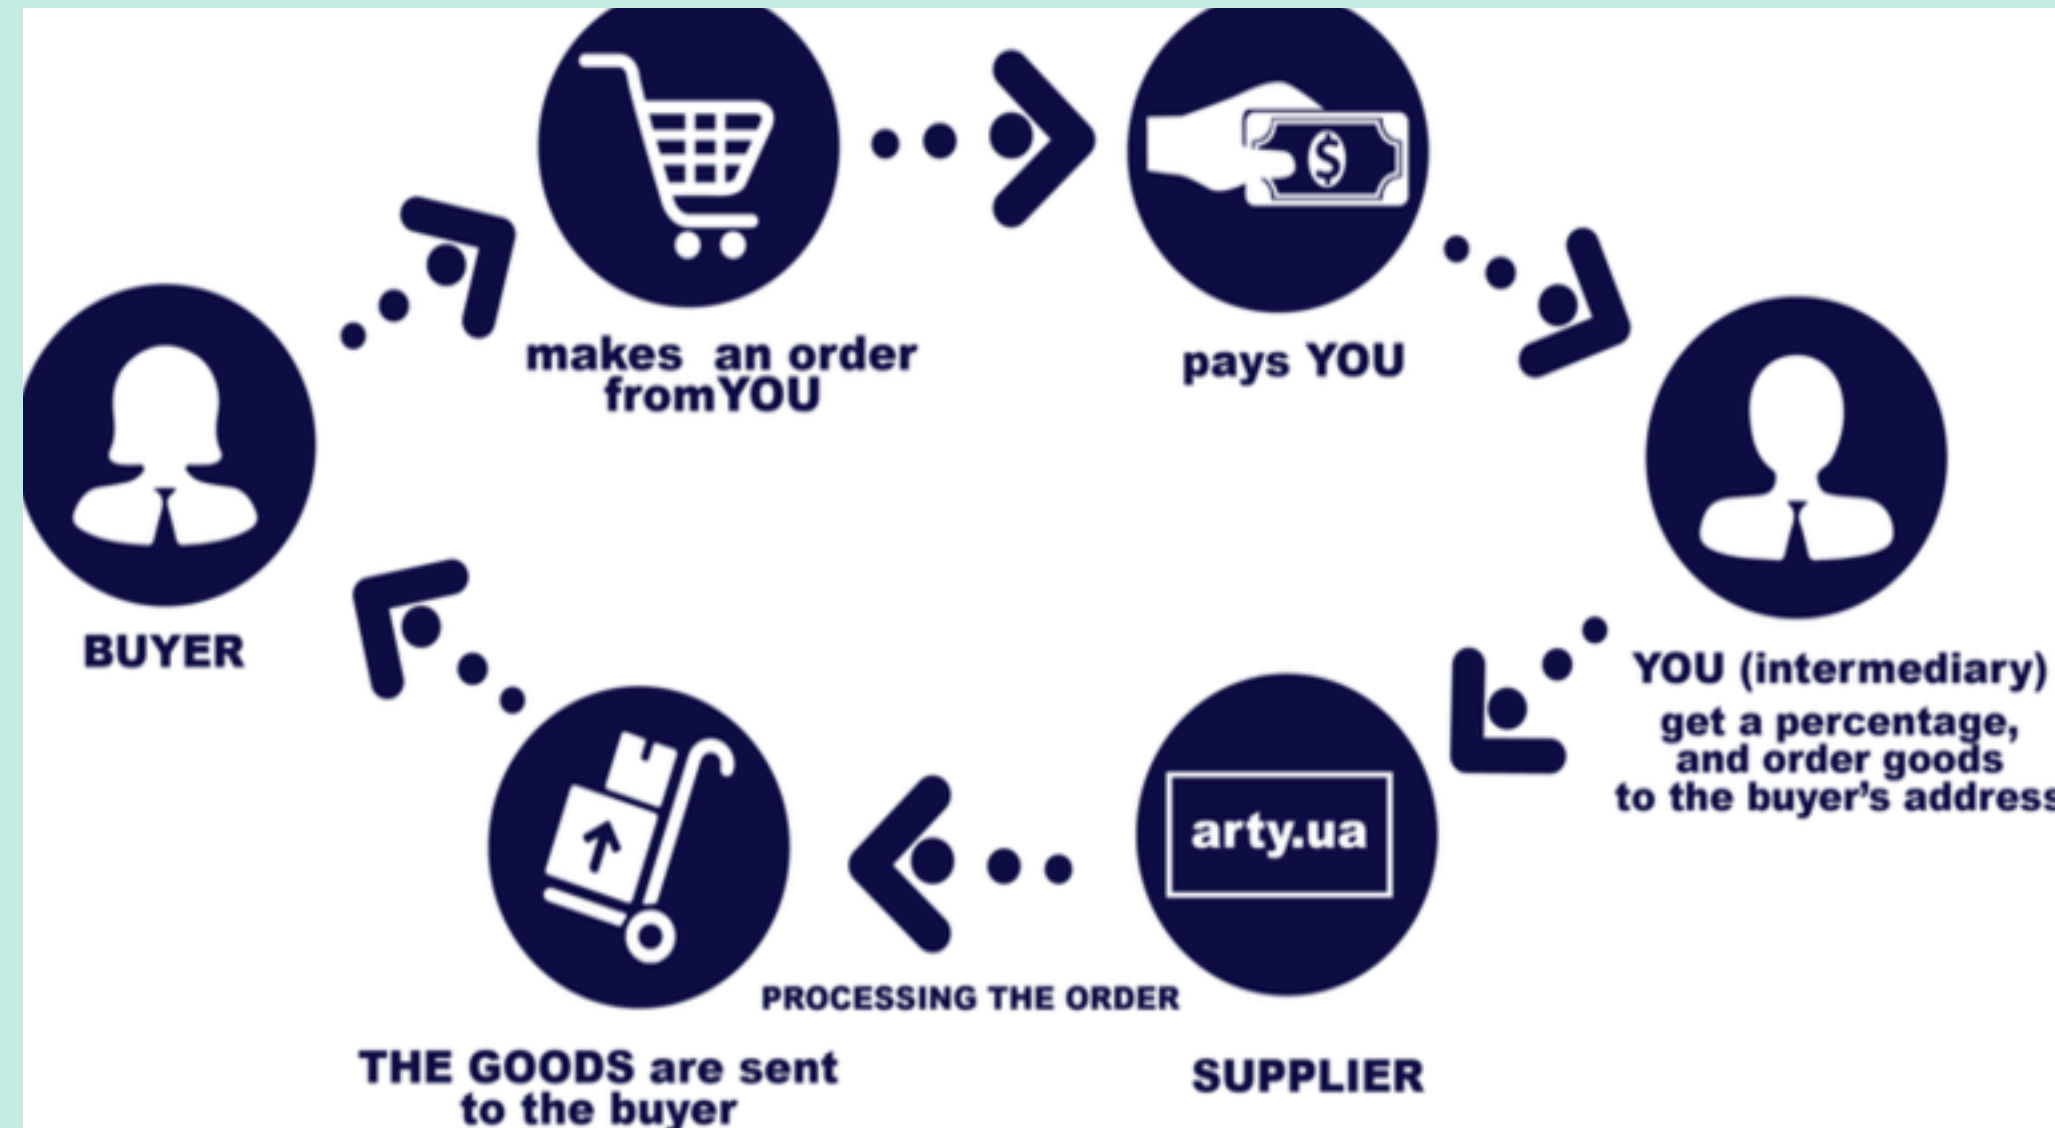 makes an order
fromYOU
pays YOU
BUYER
YOU (intermediary)
get a percentage,
and order goods
to the buyer's address
arty.ua
PROCESSING THE ORDER
THE GOODS are sent
to the buyer
SUPPLIER